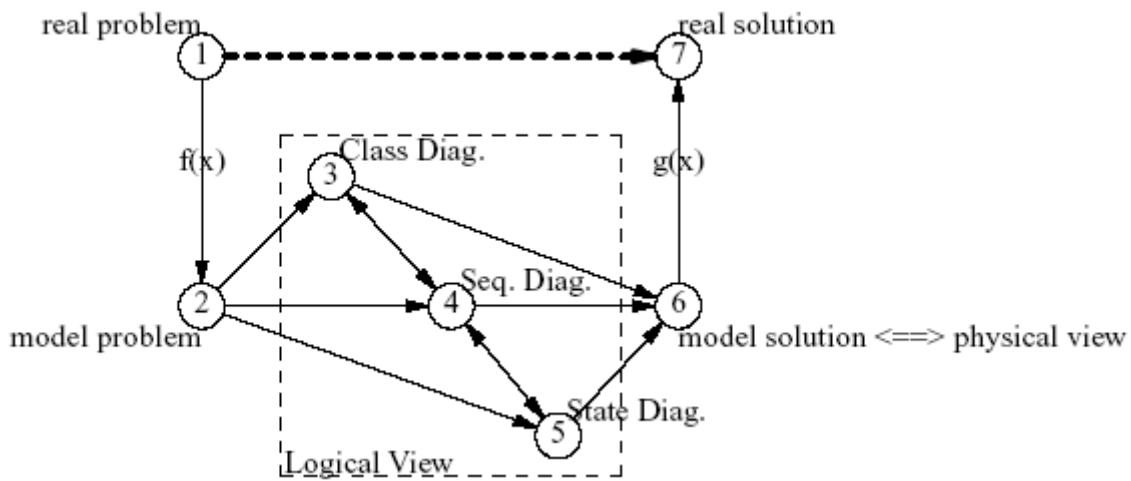 real problem
real solution
1
7
Class Diag.
f(x)
g(x)
3
Seq. Diag.
2
4
6
model problem
model solution <==> physical view
State Diag.
5
Logical View